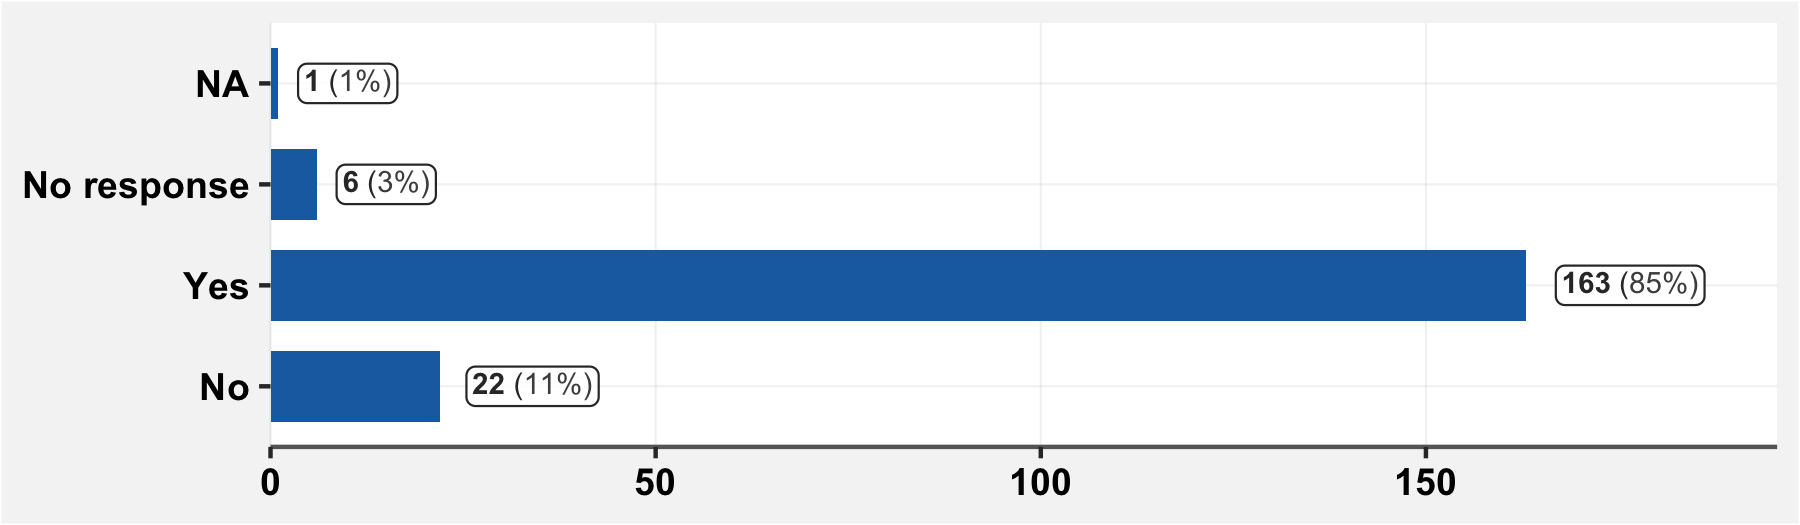 NA 1 (1%)
No response 6 (3%)
Yes 163 (85%)
No 22 (11%)
0 50 100 150